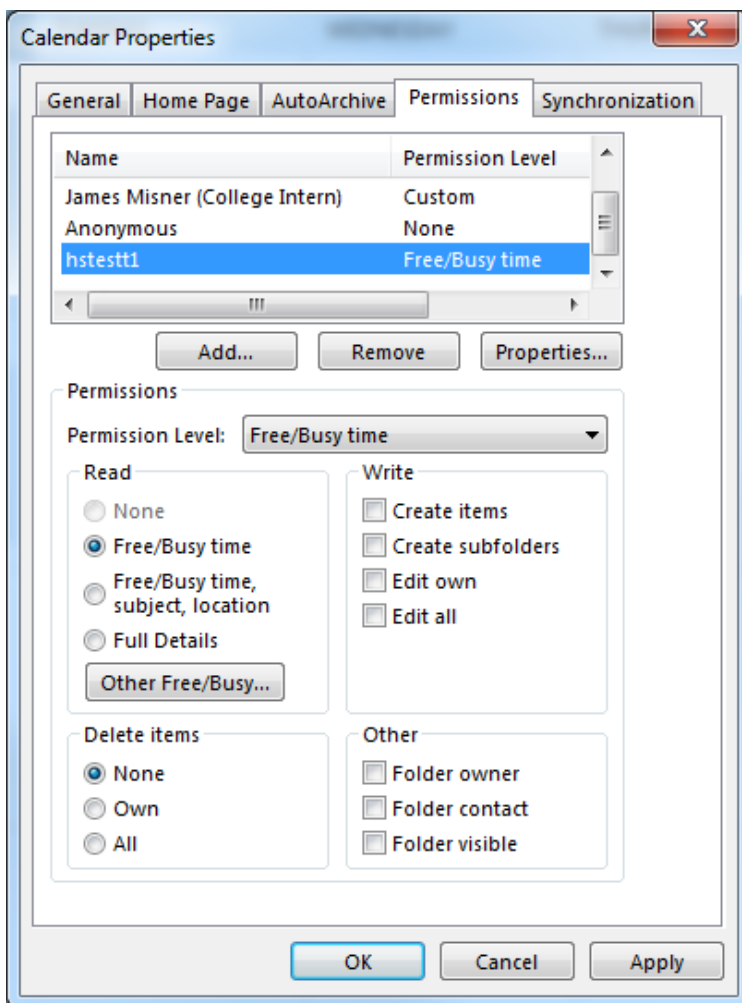 Calendar Properties
General Home Page AutoArchive Permissions Synchronization
Name Permission Level
James Misner (College Intern) Custom
Anonymous None
hstestt1 Free/Busy time
Add... Remove Properties...
Permissions
Permission Level: Free/Busy time
Read
None
Free/Busy time
Free/Busy time,
subject, location
Full Details
Other Free/Busy...
Write
Create items
Create subfolders
Edit own
Edit all
Delete items
None
Own
All
Other
Folder owner
Folder contact
Folder visible
OK Cancel Apply